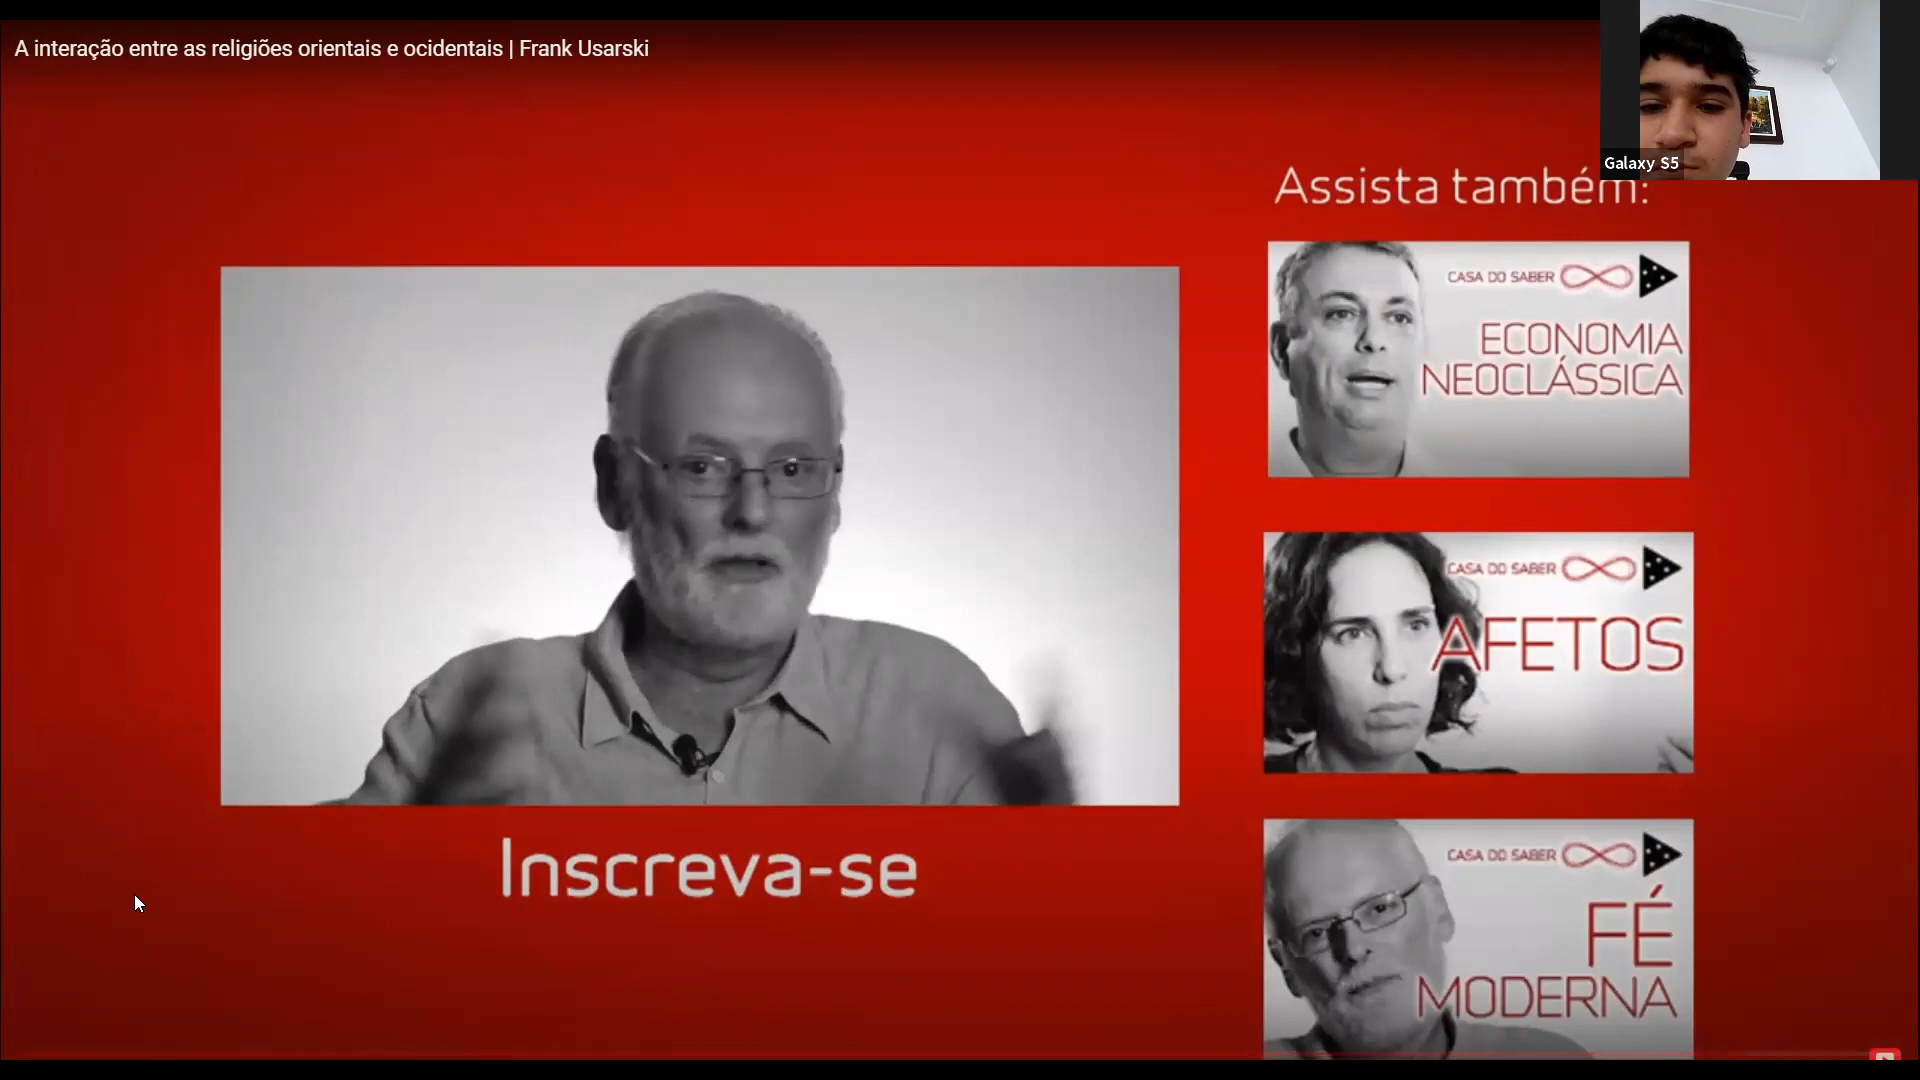 A interação entre as religiões orientais e ocidentais | Frank Usarski
Galaxy S5
Assista também:
CASA DO SABER
ECONOMIA
NEOCLÁSSICA
CASA DO SABER
AFETOS
CASA DO SABER
FÉ
MODERNA
Inscreva-se